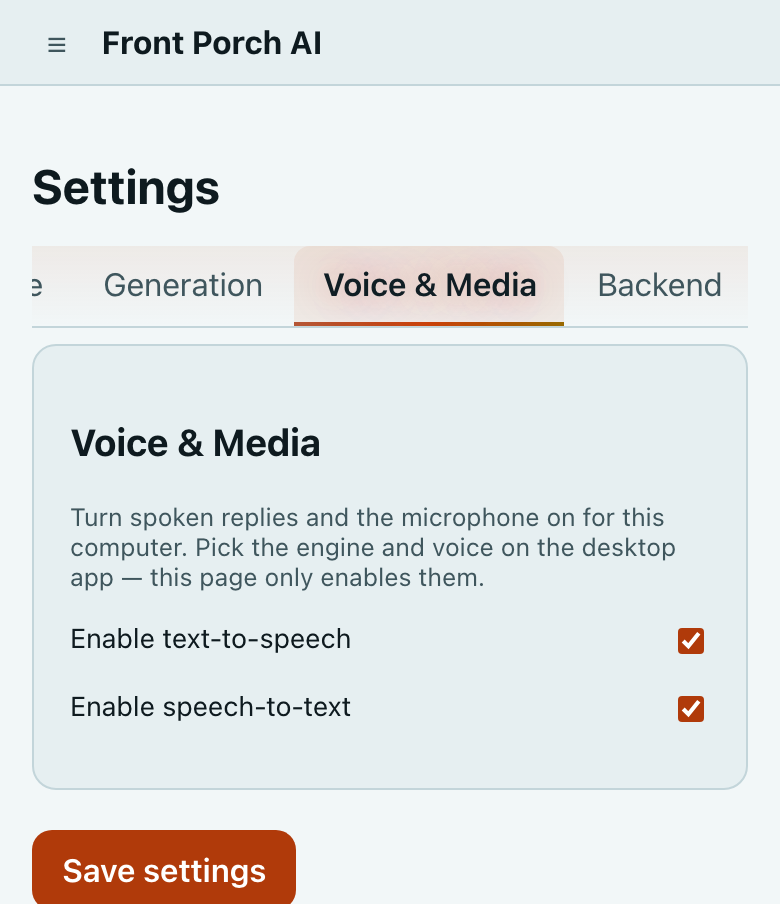 ≡ Front Porch AI
Settings
e Generation Voice & Media Backend
Voice & Media
Turn spoken replies and the microphone on for this
computer. Pick the engine and voice on the desktop
app — this page only enables them.
Enable text-to-speech
Enable speech-to-text
Save settings